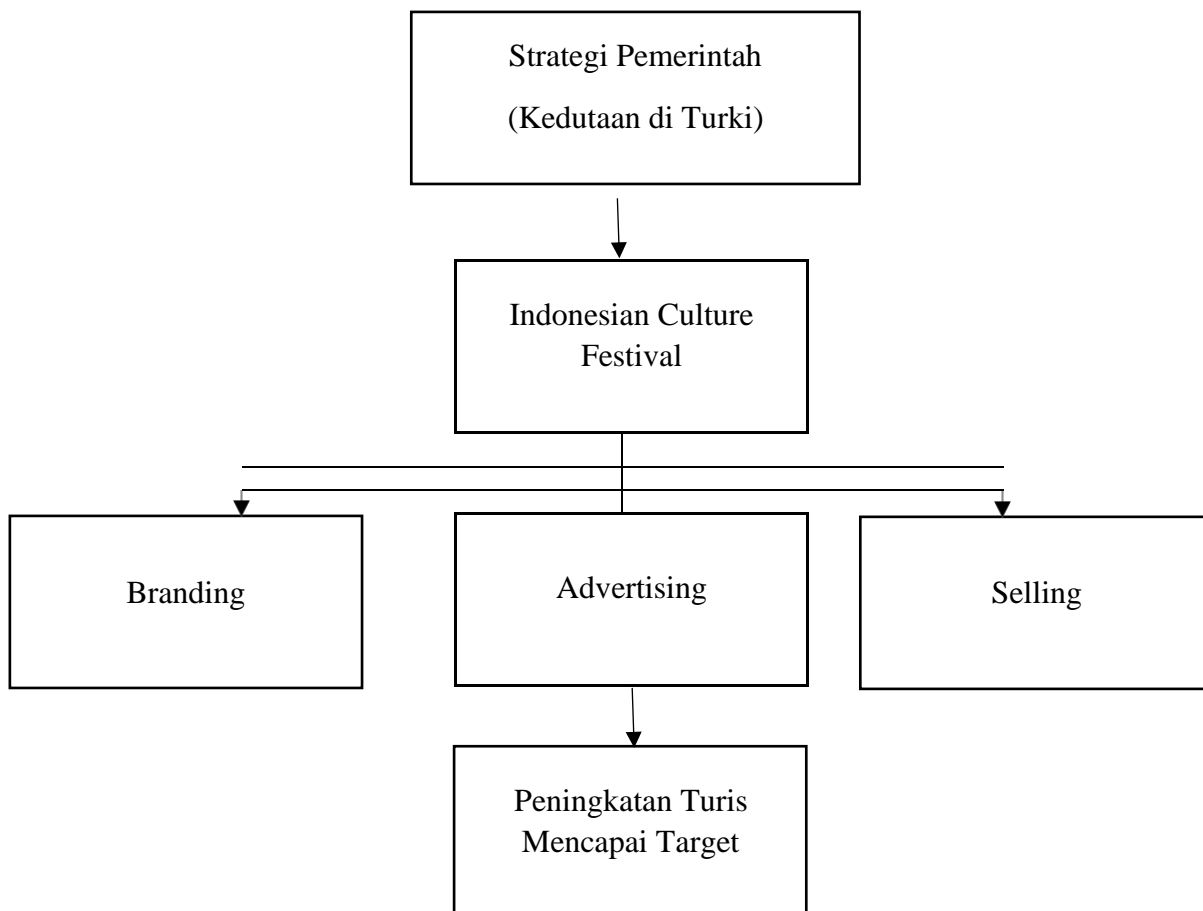 Strategi Pemerintah
(Kedutaan di Turki)
Indonesian Culture
Festival
Branding
Advertising
Selling
Peningkatan Turis
Mencapai Target